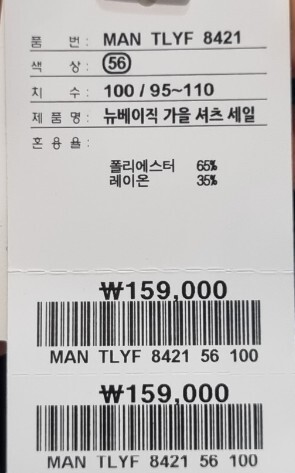 품 번 : MAN TLYF 8421
색 상 : 56
치 수 : 100 / 95~110
제 품 명 : 뉴베이직 가을 셔츠 세일
혼 용 율 :
폴리에스터 65%
레이온 35%
₩159,000
MAN TLYF 8421 56 100
₩159,000
MAN TLYF 8421 56 100